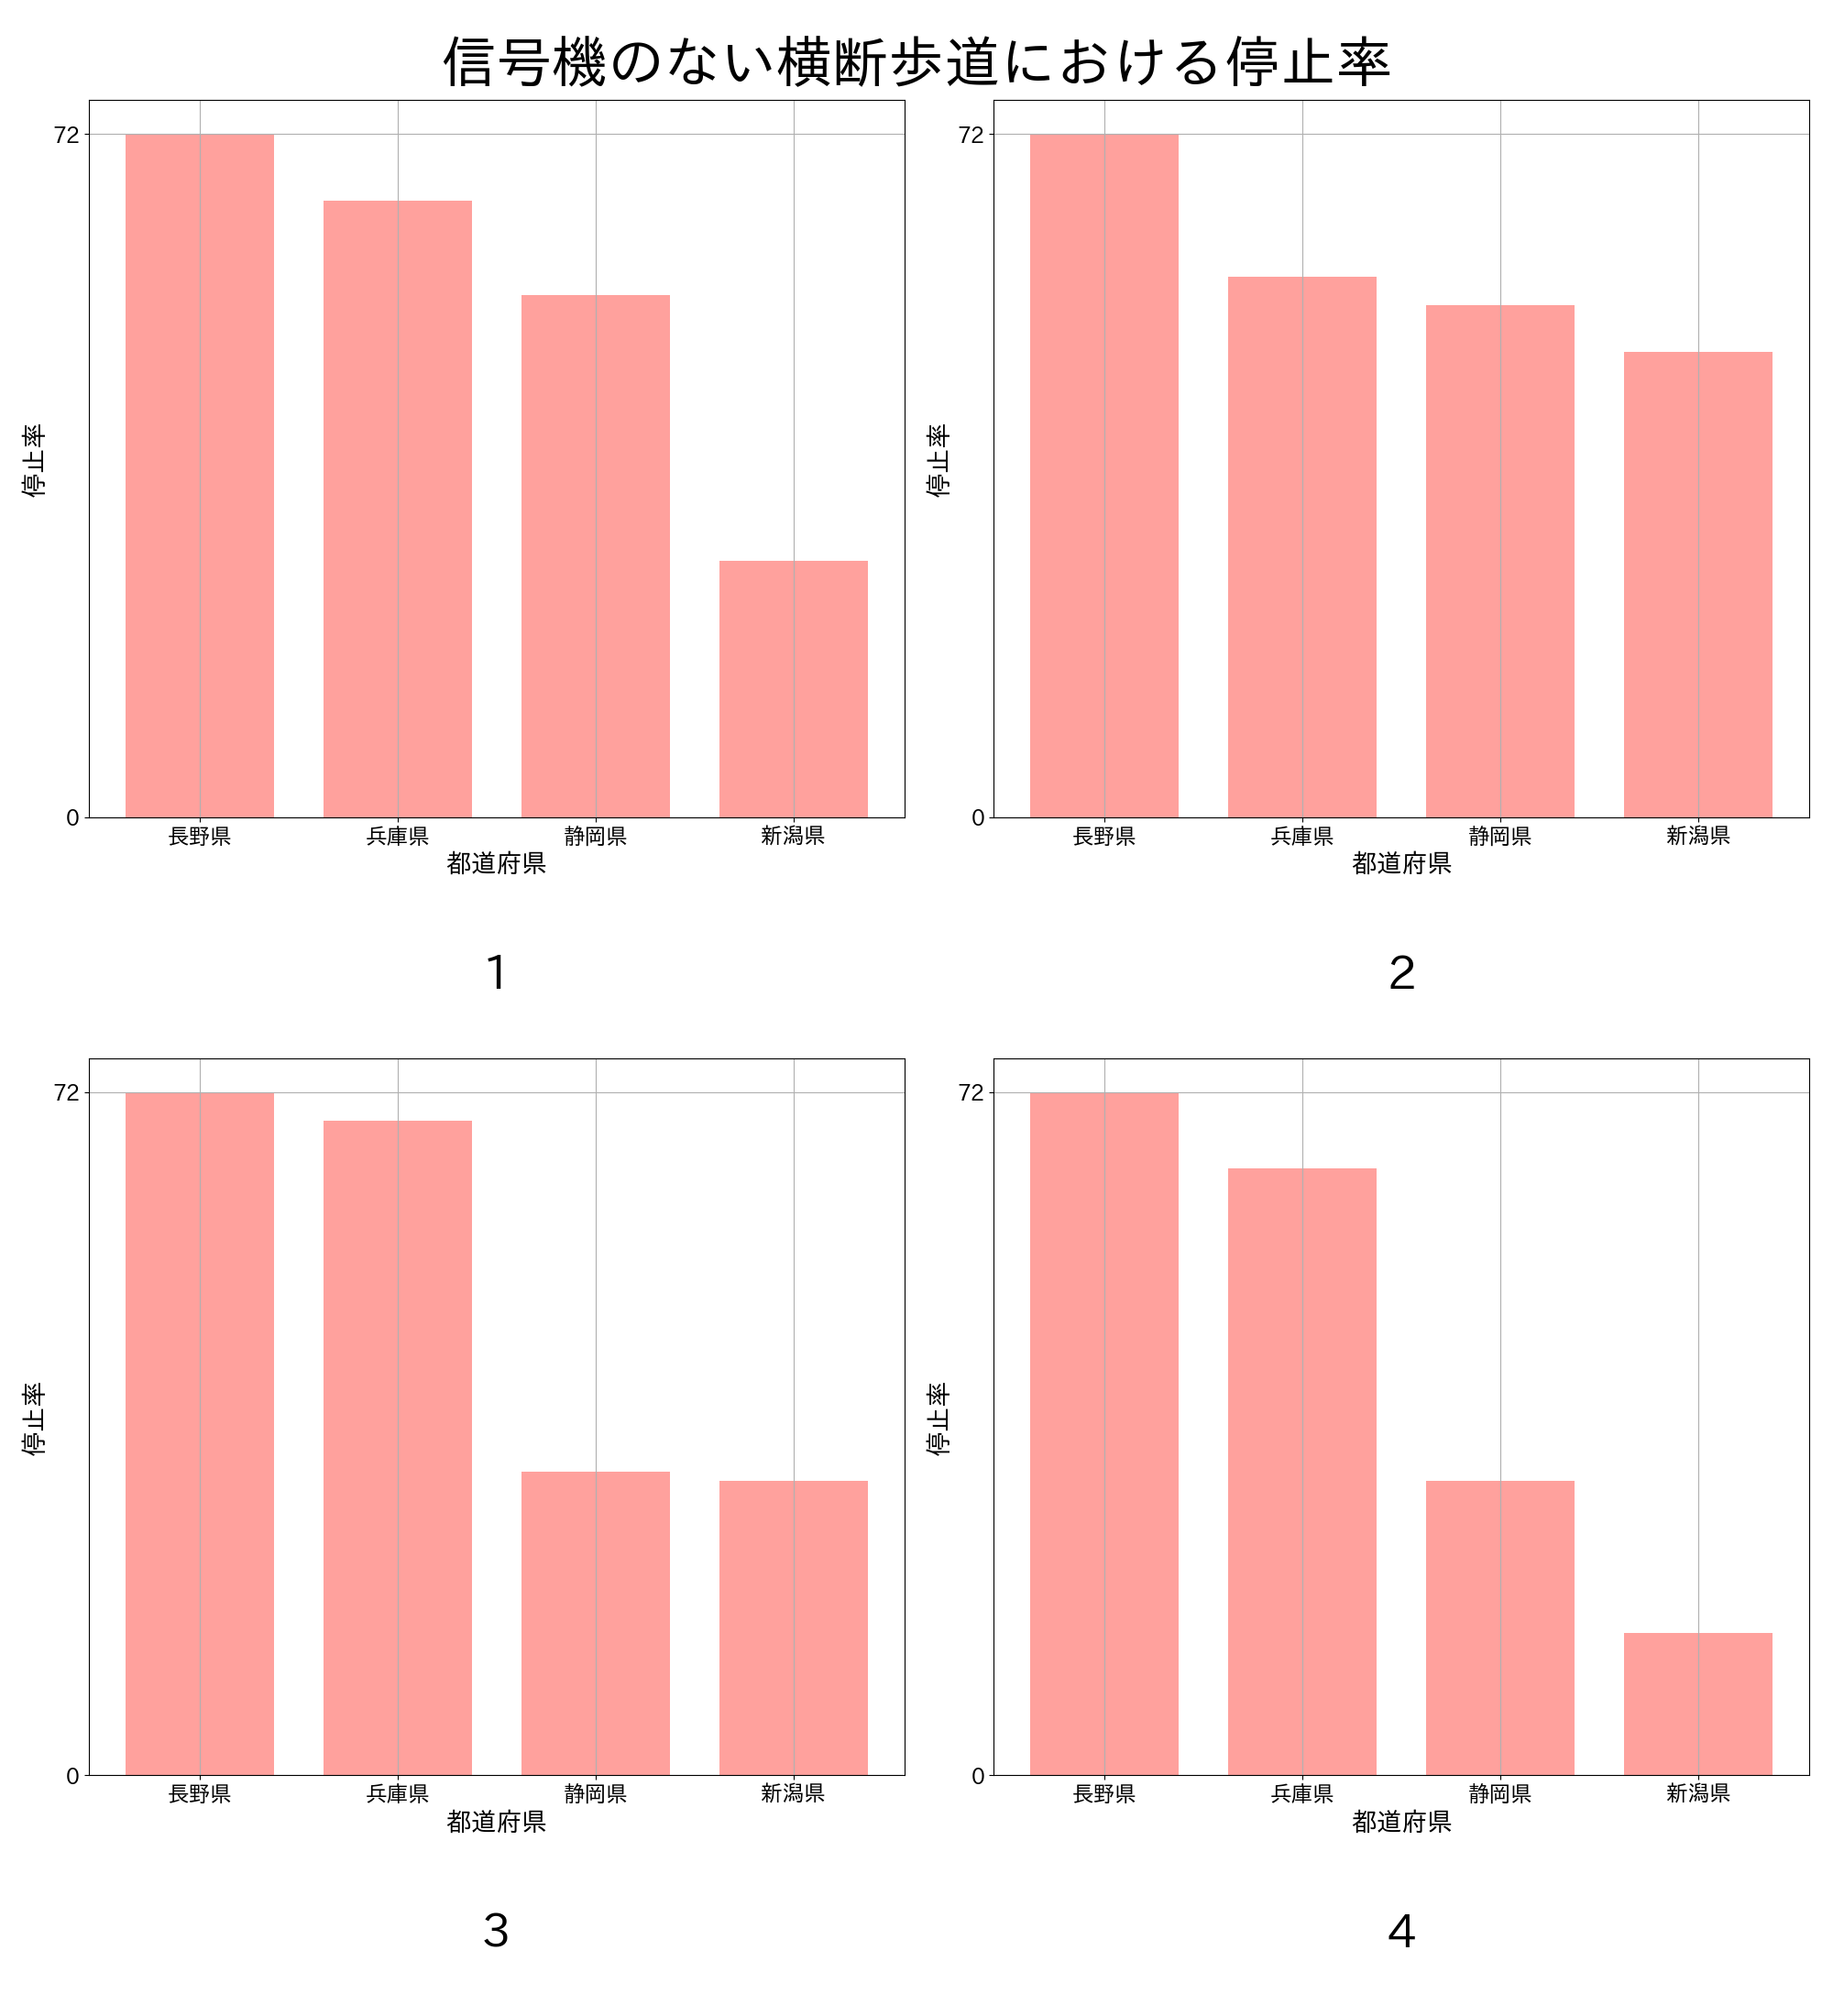 信号機のない横断歩道における停止率
72
0
停止率
長野県 兵庫県 静岡県 新潟県
都道府県
1
72
0
停止率
長野県 兵庫県 静岡県 新潟県
都道府県
2
72
0
停止率
長野県 兵庫県 静岡県 新潟県
都道府県
3
72
0
停止率
長野県 兵庫県 静岡県 新潟県
都道府県
4